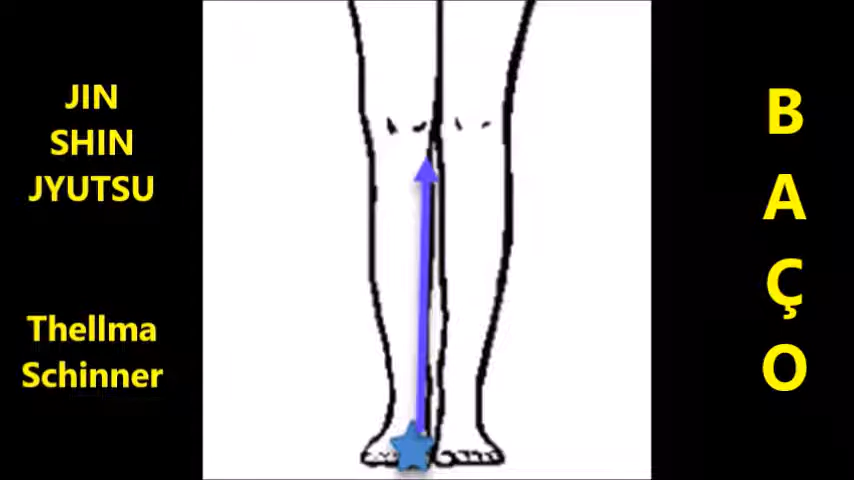 JIN
SHIN
JYUTSU
Thellma
Schinner
B
A
Ç
O